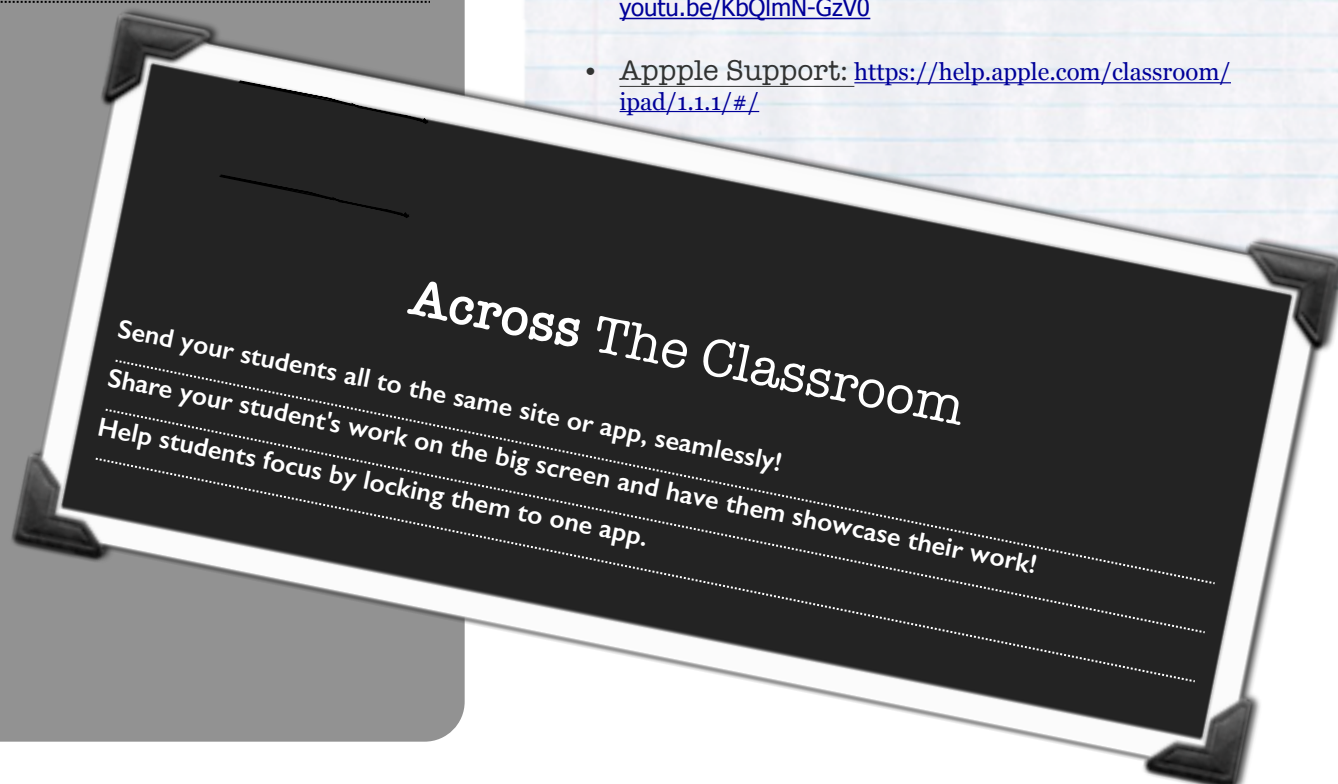 youtu.be/KbQlmN-GzV0
• Appple Support: https://help.apple.com/classroom/
ipad/1.1.1/#/
Across The Classroom
Send your students all to the same site or app, seamlessly!
Share your student's work on the big screen and have them showcase their work!
Help students focus by locking them to one app.